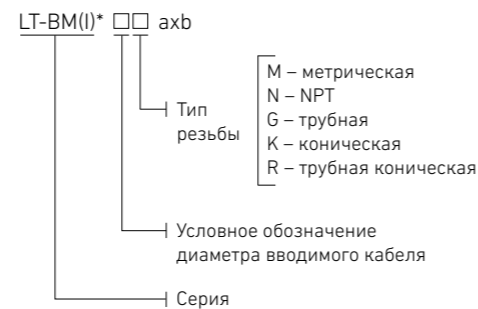 LT-BM(I)* □□ axb
Тип
резьбы
M – метрическая
N – NPT
G – трубная
K – коническая
R – трубная коническая
Условное обозначение
диаметра вводимого кабеля
Серия